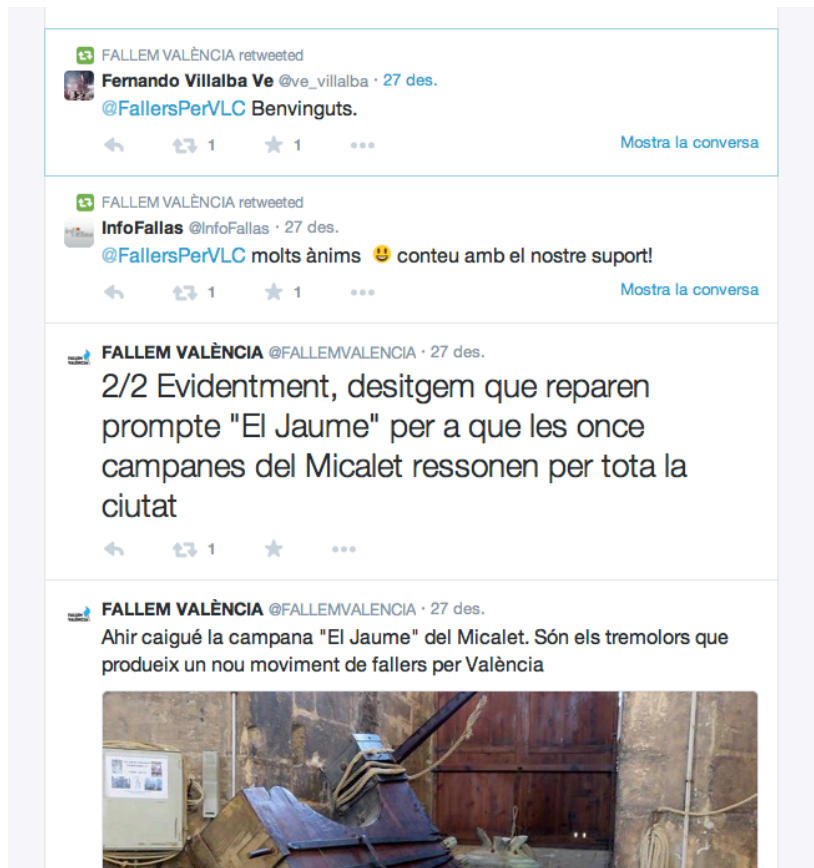 FALLEM VALÈNCIA retweeted
Fernando Villalba Ve @ve_villalba · 27 des.
@FallersPerVLC Benvinguts.
1 1 Mostra la conversa
FALLEM VALÈNCIA retweeted
InfoFallas @InfoFallas · 27 des.
@FallersPerVLC molts ànims 😃 conteu amb el nostre suport!
1 1 Mostra la conversa
FALLEM VALÈNCIA @FALLEMVALENCIA · 27 des.
2/2 Evidentment, desitgem que reparen
prompte "El Jaume" per a que les once
campanes del Micalet ressonen per tota la
ciutat
1
FALLEM VALÈNCIA @FALLEMVALENCIA · 27 des.
Ahir caigué la campana "El Jaume" del Micalet. Són els tremolors que
produeix un nou moviment de fallers per València